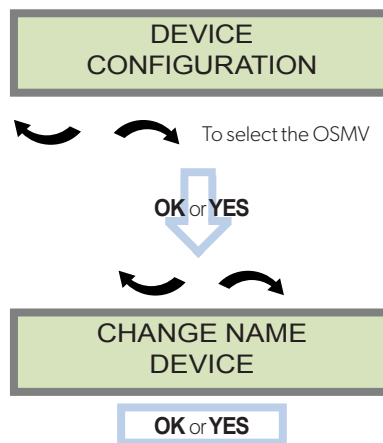 DEVICE
CONFIGURATION
To select the OSMV
OK or YES
CHANGE NAME
DEVICE
OK or YES